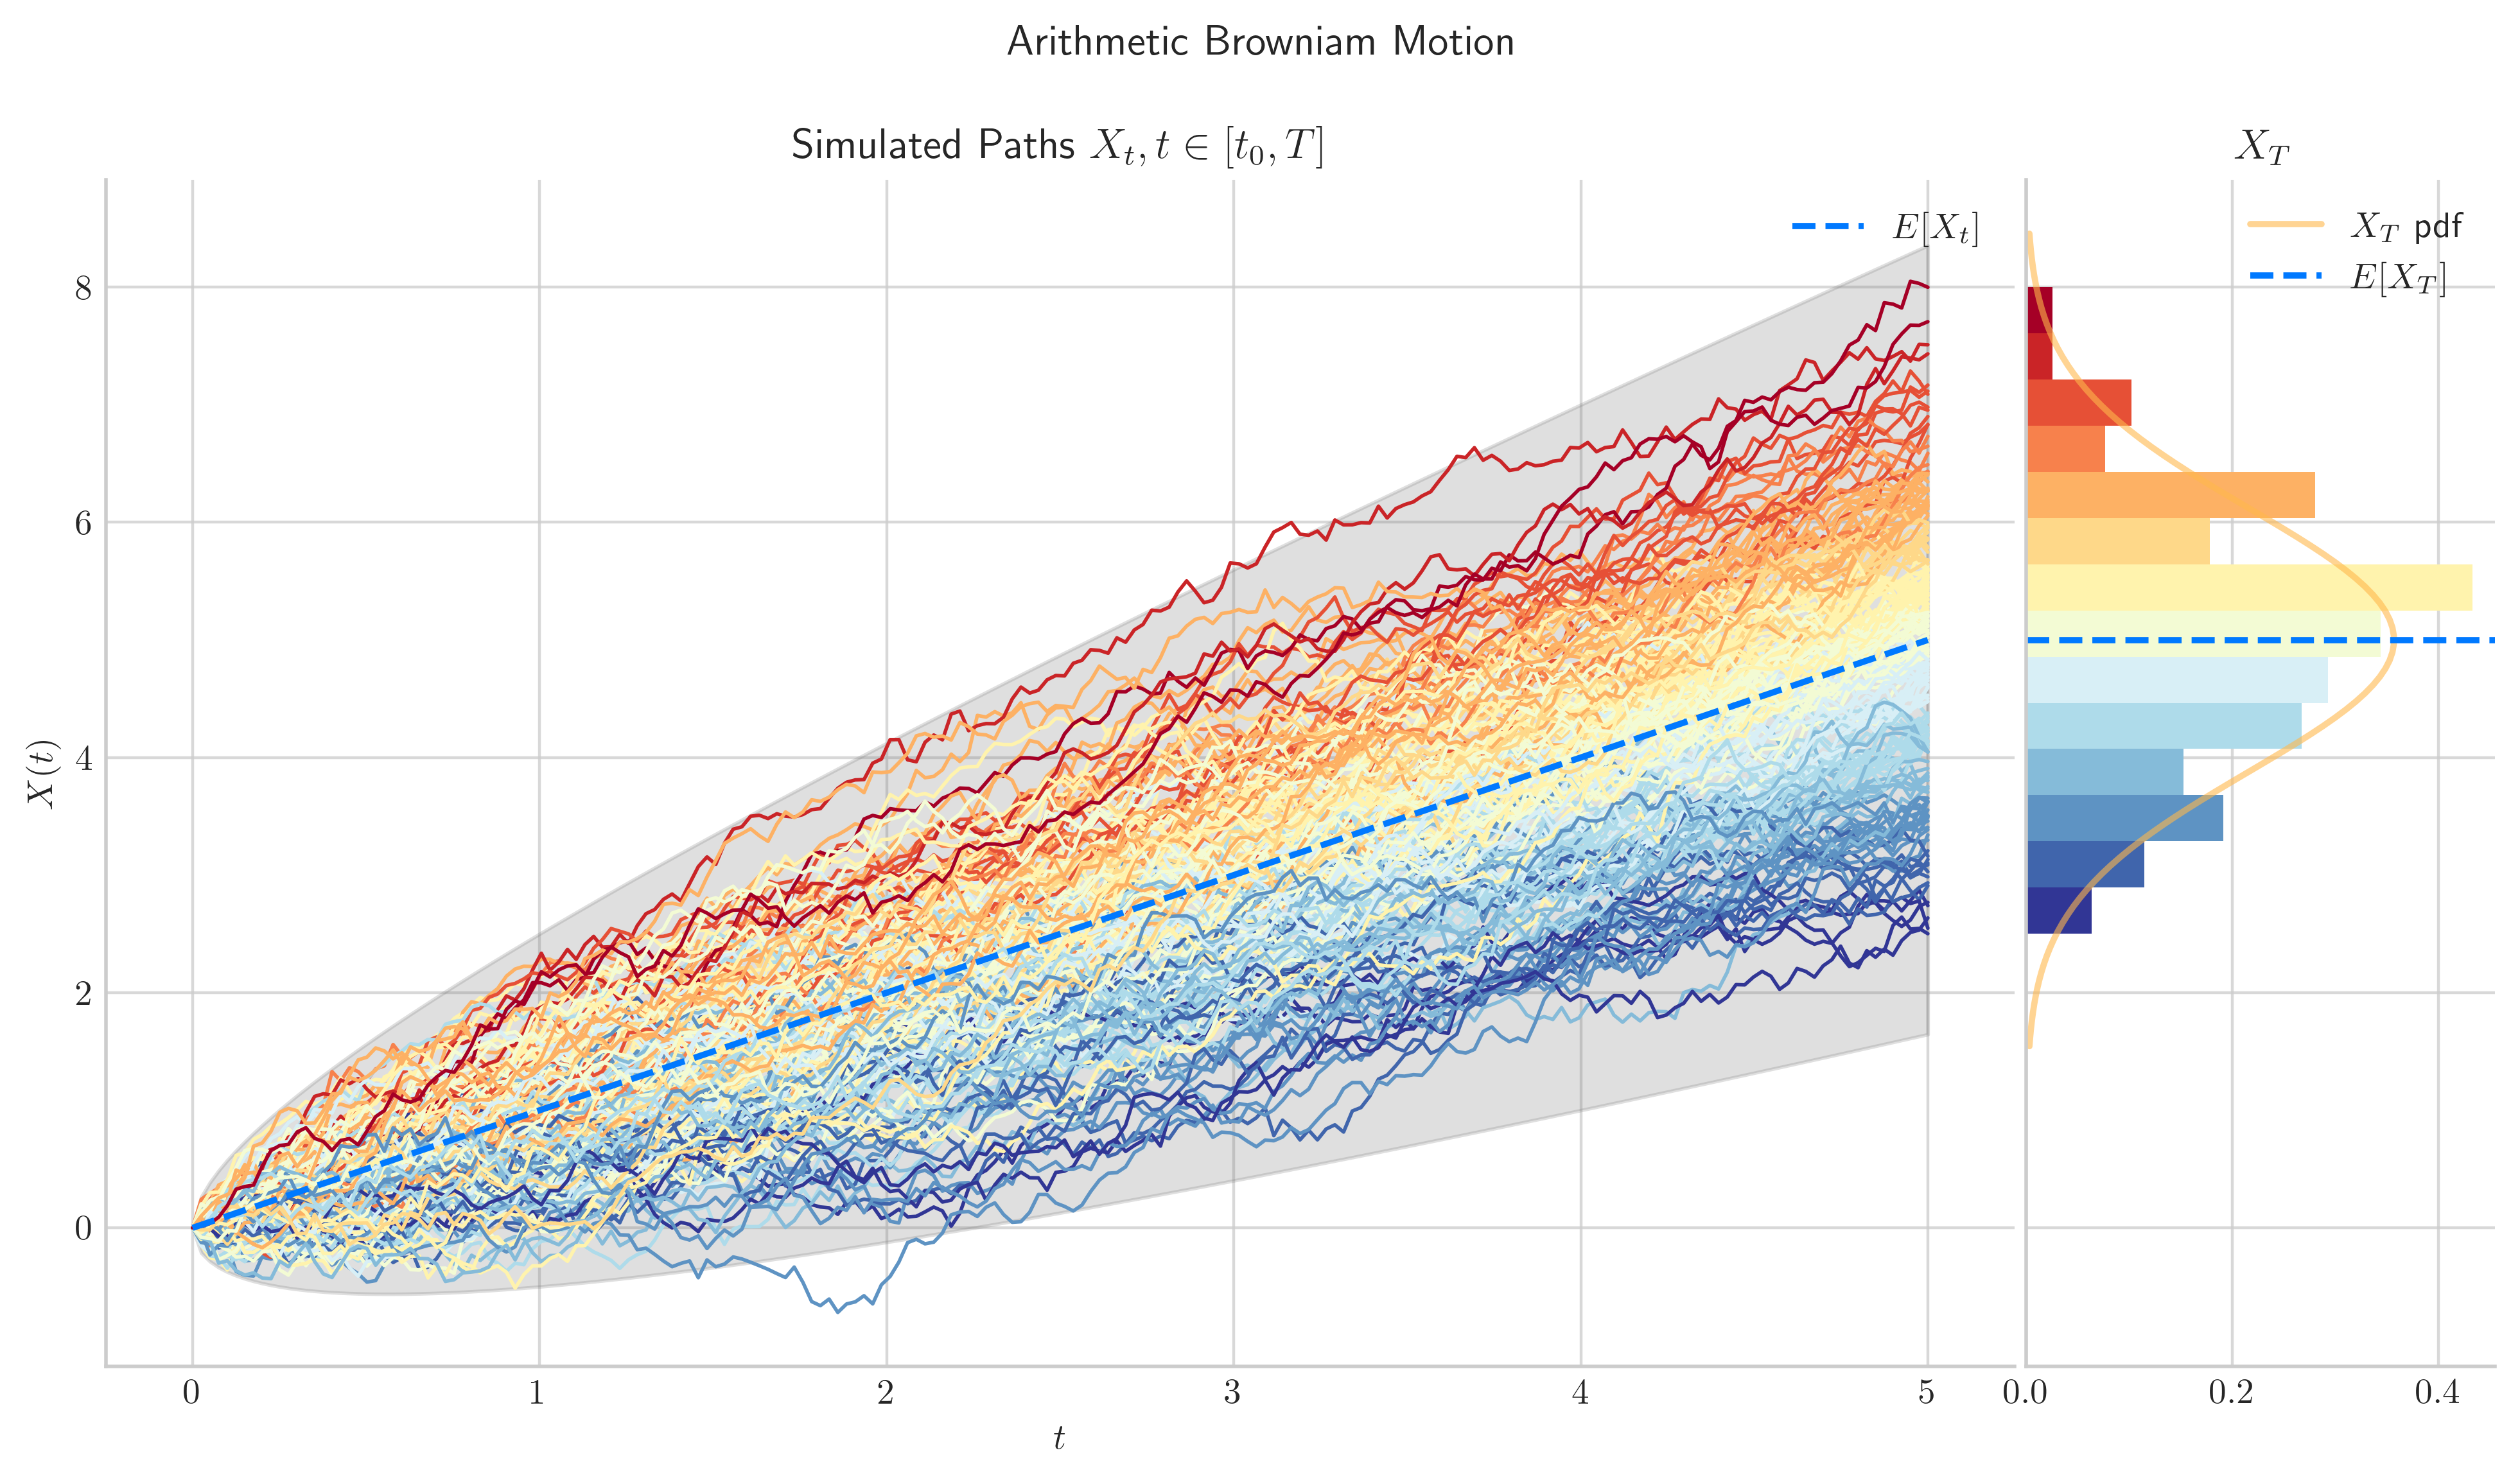 Arithmetic Browniam Motion
Simulated Paths $X_t, t \in [t_0, T]$
$X_T$
$E[X_t]$
$X_T$ pdf
$E[X_T]$
8
6
4
2
0
$X(t)$
0 1 2 3 4 5
0.0 0.2 0.4
$t$